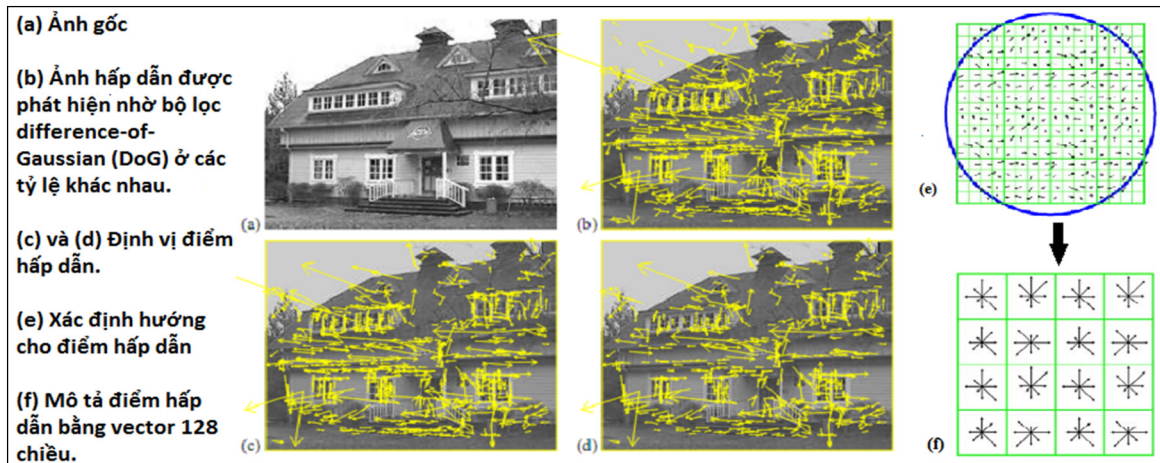 (a) Ảnh gốc
(b) Ảnh hấp dẫn được
phát hiện nhờ bộ lọc
difference-of-
Gaussian (DoG) ở các
tỷ lệ khác nhau.
(c) và (d) Định vị điểm
hấp dẫn.
(e) Xác định hướng
cho điểm hấp dẫn
(f) Mô tả điểm hấp
dẫn bằng vector 128
chiều.
(a)
(b)
(c)
(d)
(e)
(f)